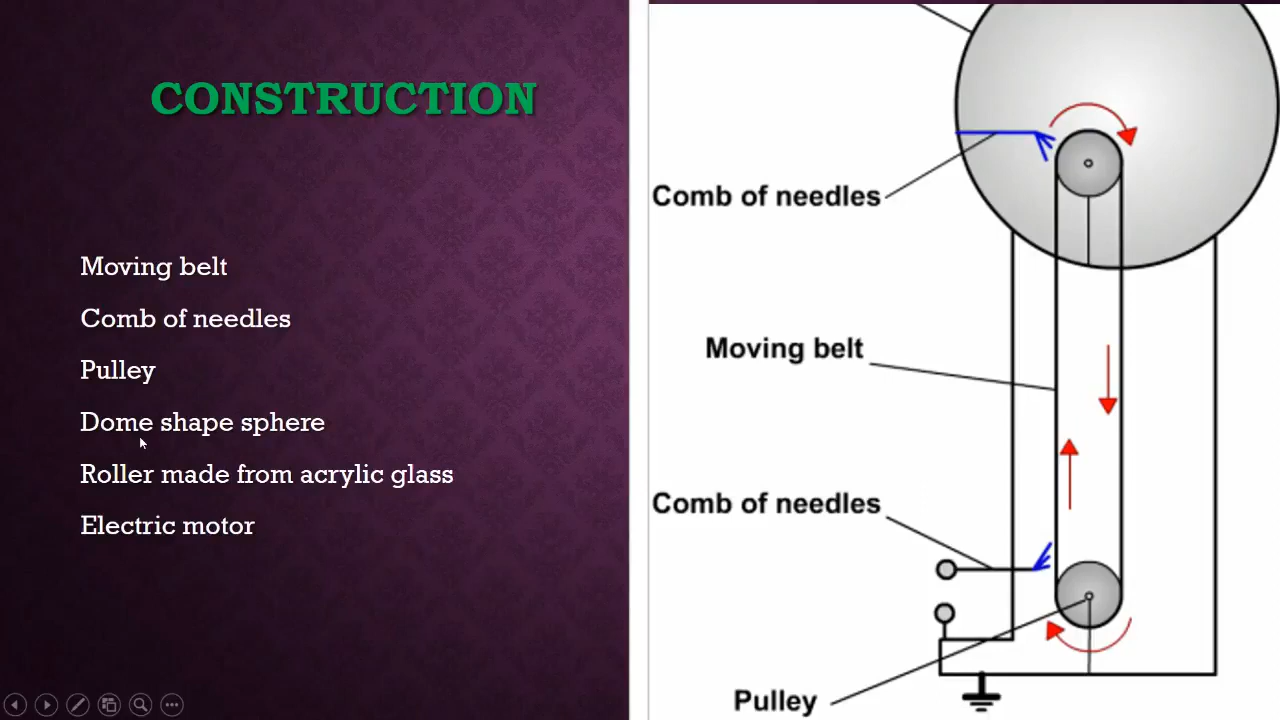 CONSTRUCTION
Moving belt
Comb of needles
Pulley
Dome shape sphere
Roller made from acrylic glass
Electric motor
Comb of needles
Moving belt
Comb of needles
Pulley